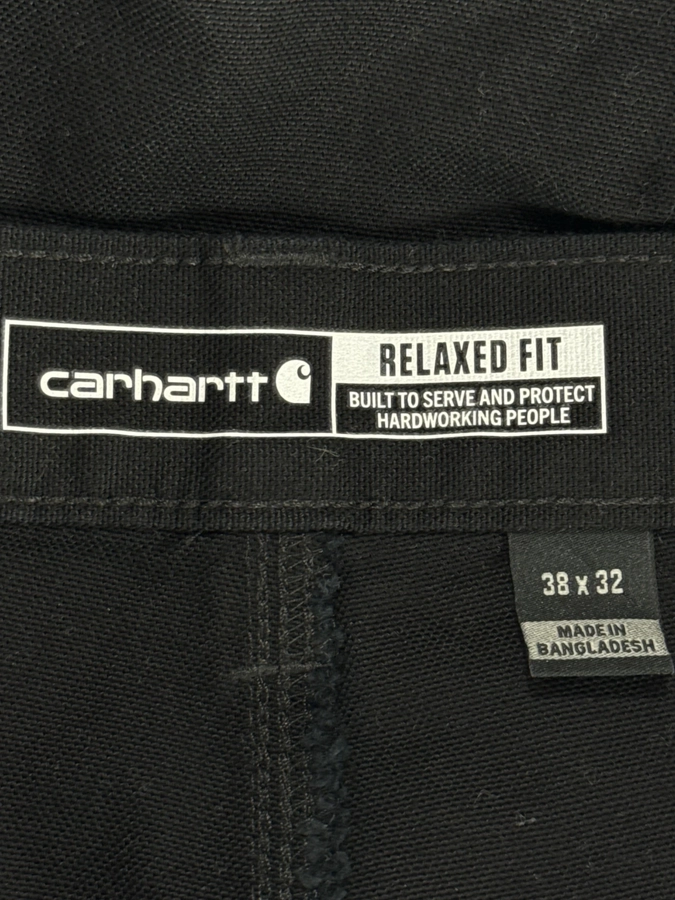 carhartt
RELAXED FIT
BUILT TO SERVE AND PROTECT
HARDWORKING PEOPLE
38 x 32
MADE IN
BANGLADESH